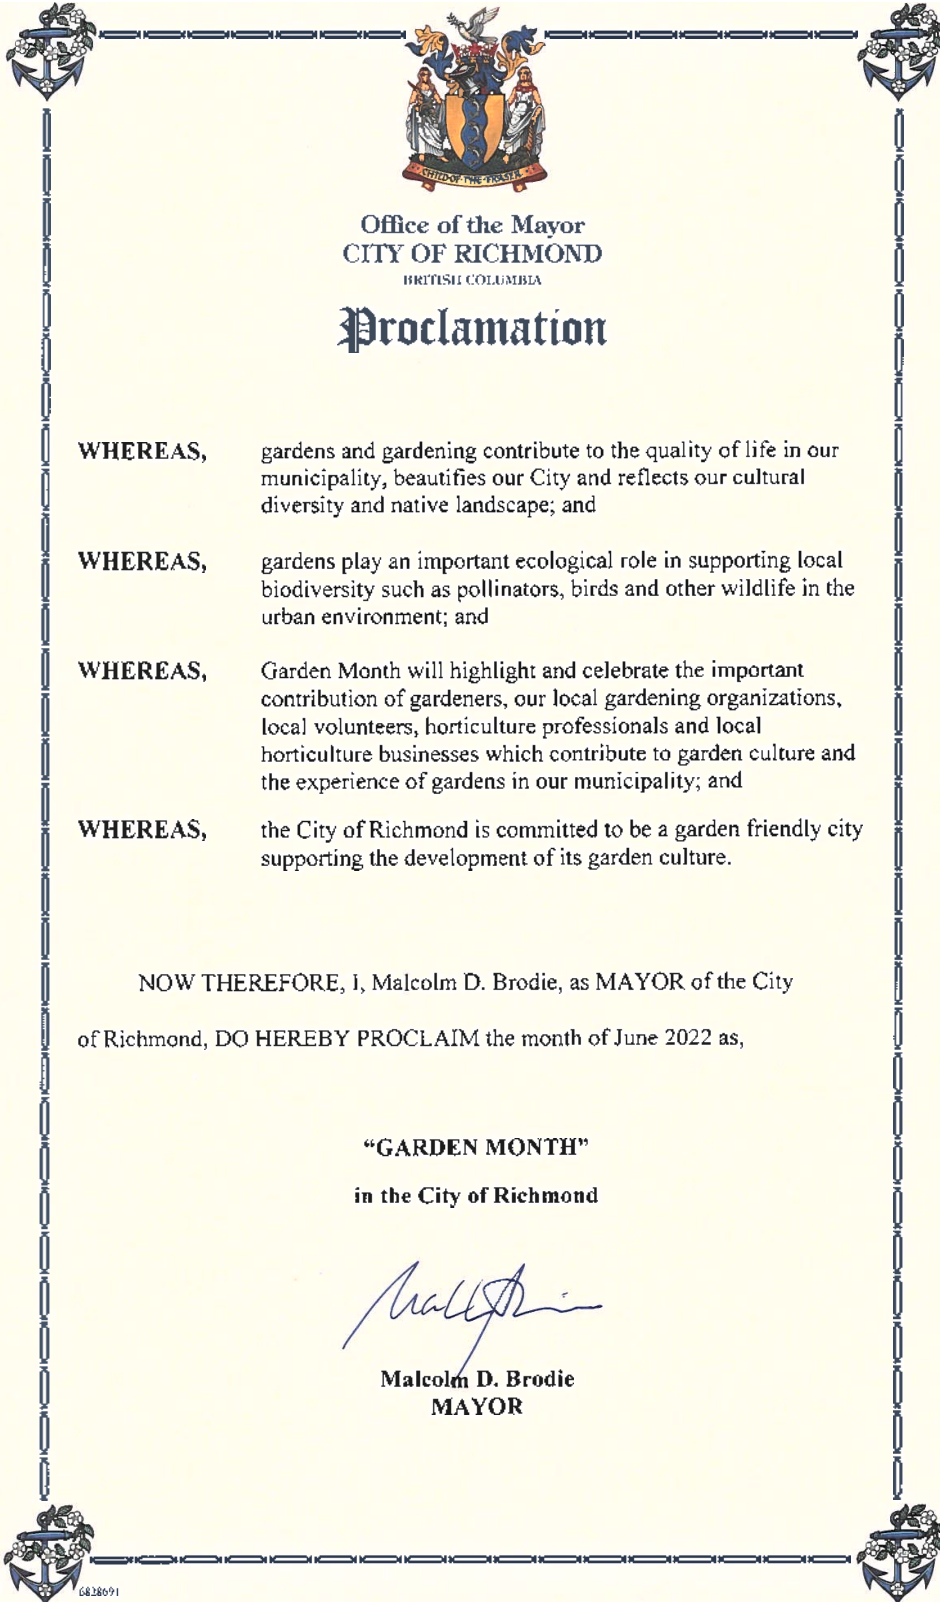 CHILD OF THE FRASER
Office of the Mayor
CITY OF RICHMOND
BRITISH COLUMBIA
Proclamation
WHEREAS, gardens and gardening contribute to the quality of life in our
municipality, beautifies our City and reflects our cultural
diversity and native landscape; and
WHEREAS, gardens play an important ecological role in supporting local
biodiversity such as pollinators, birds and other wildlife in the
urban environment; and
WHEREAS, Garden Month will highlight and celebrate the important
contribution of gardeners, our local gardening organizations,
local volunteers, horticulture professionals and local
horticulture businesses which contribute to garden culture and
the experience of gardens in our municipality; and
WHEREAS, the City of Richmond is committed to be a garden friendly city
supporting the development of its garden culture.
NOW THEREFORE, I, Malcolm D. Brodie, as MAYOR of the City
of Richmond, DO HEREBY PROCLAIM the month of June 2022 as,
“GARDEN MONTH”
in the City of Richmond
Malcolm D. Brodie
MAYOR
6828691